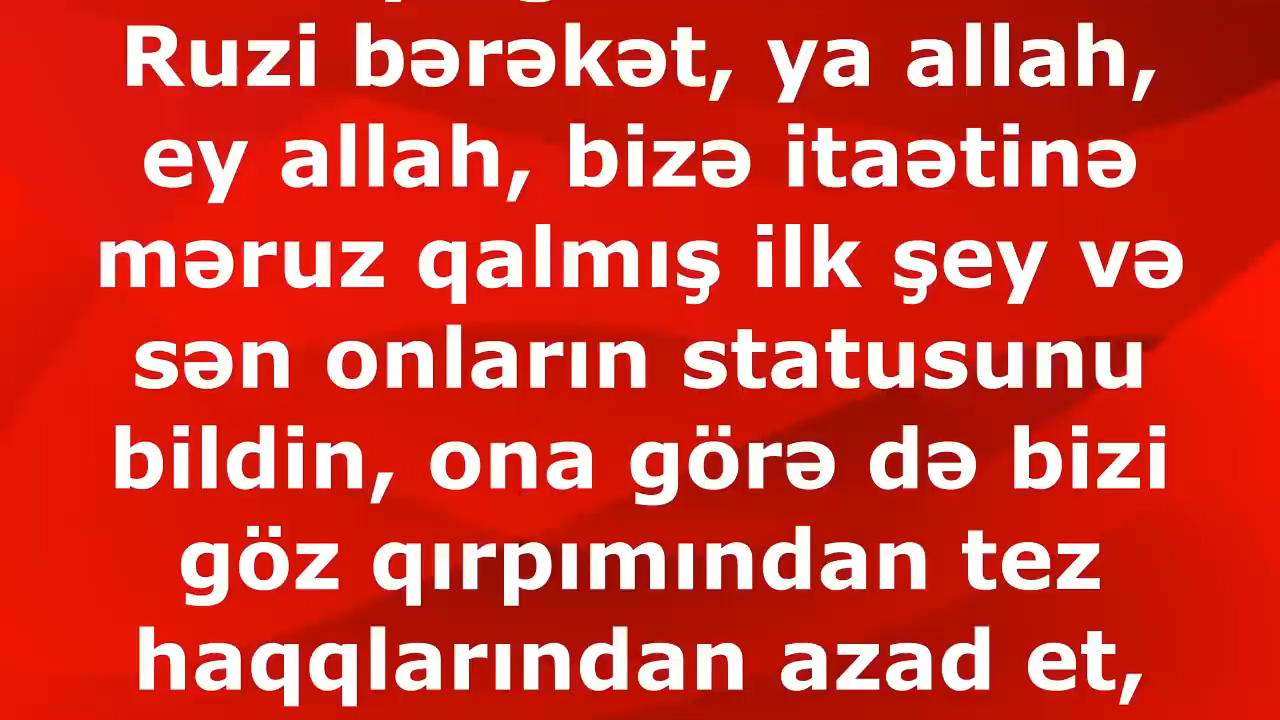 Ruzi bərəkət, ya allah,
ey allah, bizə itaətinə
məruz qalmış ilk şey və
sən onların statusunu
bildin, ona görə də bizi
göz qırpımından tez
haqqlarından azad et,